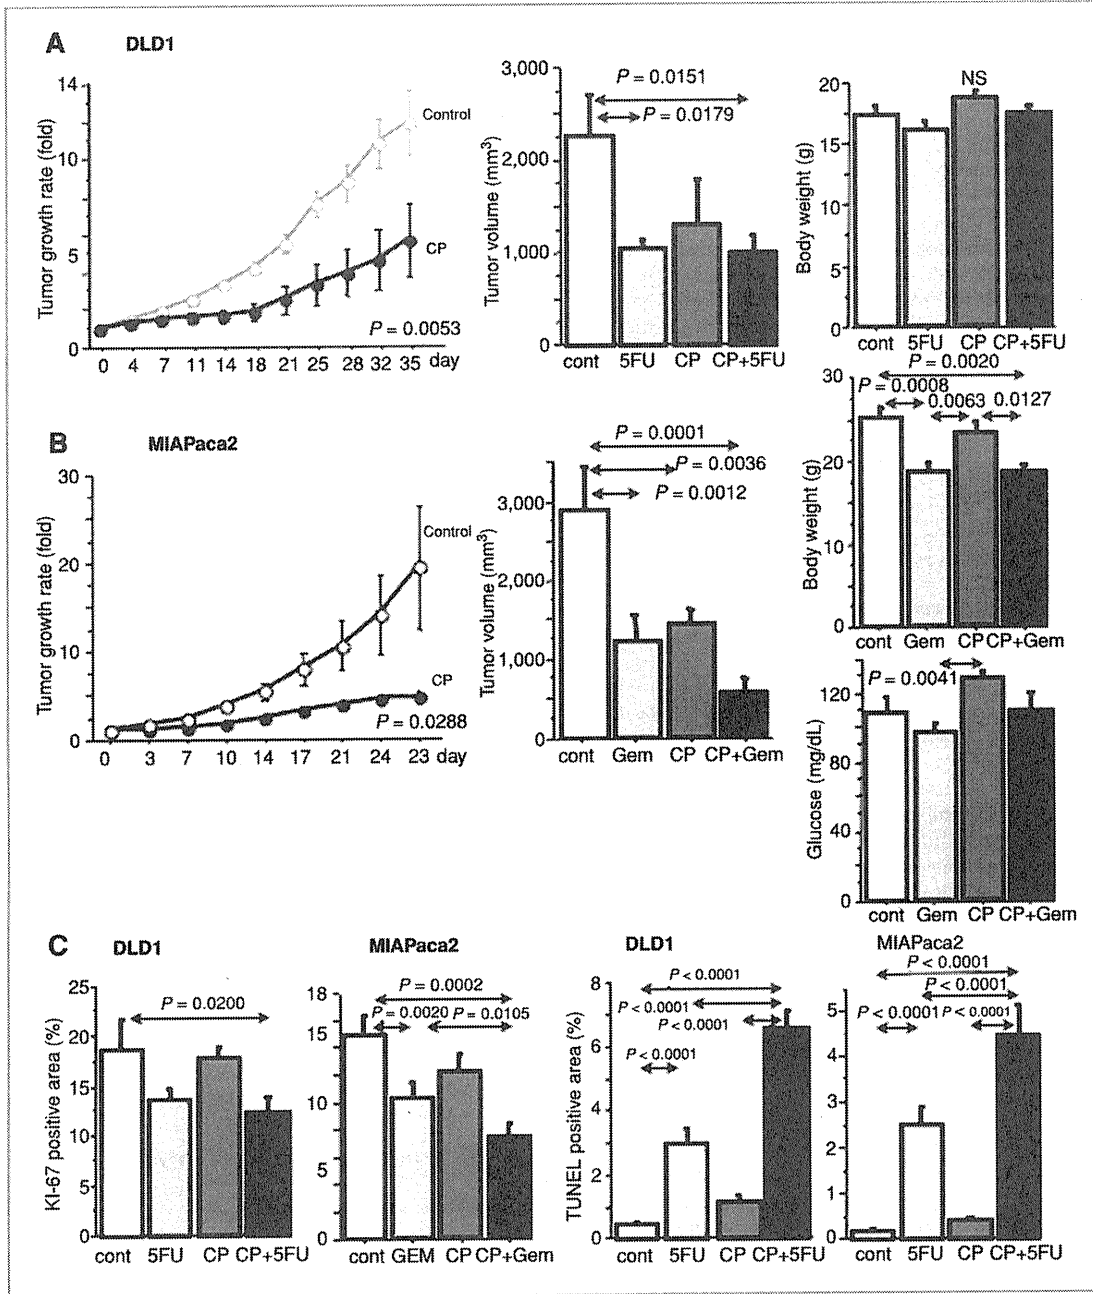 A DLD1
Tumor growth rate (fold)
14
10
5
0
Control
CP
P = 0.0053
0 4 7 11 14 18 21 25 28 32 35 day
Tumor volume (mm3)
3,000
2,000
1,000
0
P = 0.0151
P = 0.0179
cont 5FU CP CP+5FU
Body weight (g)
20
15
10
5
0
NS
cont 5FU CP CP+5FU
B MIAPaca2
Tumor growth rate (fold)
30
20
10
0
Control
CP
P = 0.0288
0 3 7 10 14 17 21 24 23 day
Tumor volume (mm3)
3,000
2,000
1,000
0
P = 0.0001
P = 0.0036
P = 0.0012
cont Gem CP CP+Gem
Body weight (g)
30
20
10
0
P = 0.0020
P = 0.0008
0.0063 0.0127
cont Gem CP CP+Gem
Glucose (mg/dL)
120
80
40
0
P = 0.0041
cont Gem CP CP+Gem
C DLD1
KI-67 positive area (%)
25
20
15
10
5
0
P = 0.0200
cont 5FU CP CP+5FU
MIAPaca2
18
15
10
5
0
P = 0.0002
P = 0.0020 P = 0.0105
cont GEM CP CP+Gem
DLD1
TUNEL positive area (%)
8
6
4
2
0
P < 0.0001
P < 0.0001
P < 0.0001
P < 0.0001
cont 5FU CP CP+5FU
MIAPaca2
5
4
3
2
1
0
P < 0.0001
P < 0.0001
P < 0.0001 P < 0.0001
cont 5FU CP CP+5FU